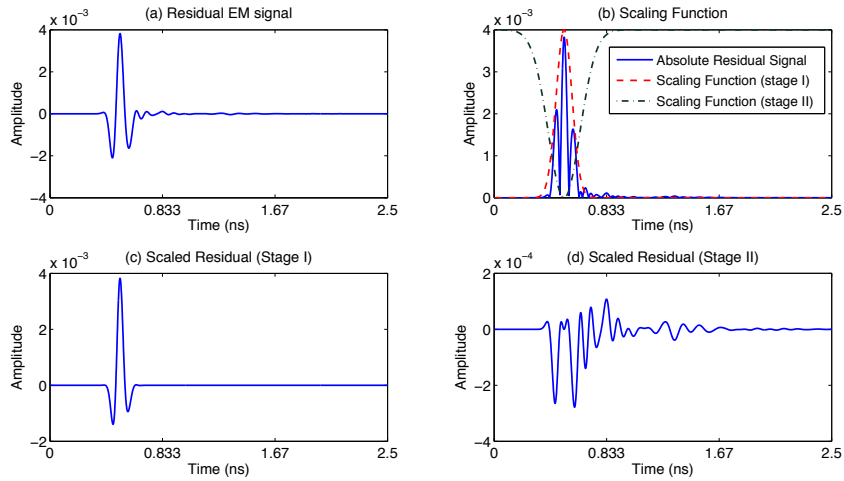 (a) Residual EM signal
x 10⁻³
4
2
0
−2
−4
Amplitude
0 0.833 1.67 2.5
Time (ns)
(b) Scaling Function
x 10⁻³
4
3
2
1
0
Amplitude
Absolute Residual Signal
Scaling Function (stage I)
Scaling Function (stage II)
0 0.833 1.67 2.5
Time (ns)
(c) Scaled Residual (Stage I)
x 10⁻³
4
2
0
−2
Amplitude
0 0.833 1.67 2.5
Time (ns)
(d) Scaled Residual (Stage II)
x 10⁻⁴
2
0
−2
−4
Amplitude
0 0.833 1.67 2.5
Time (ns)